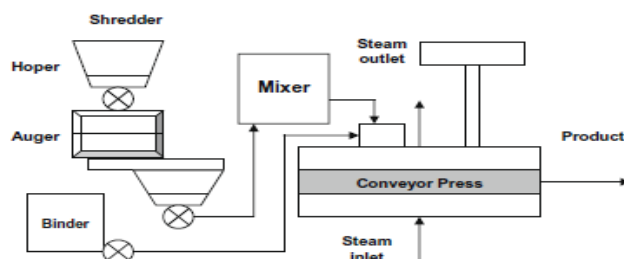 Shredder
Hoper
Steam
outlet
Mixer
Auger
Product
Conveyor Press
Binder
Steam
inlet